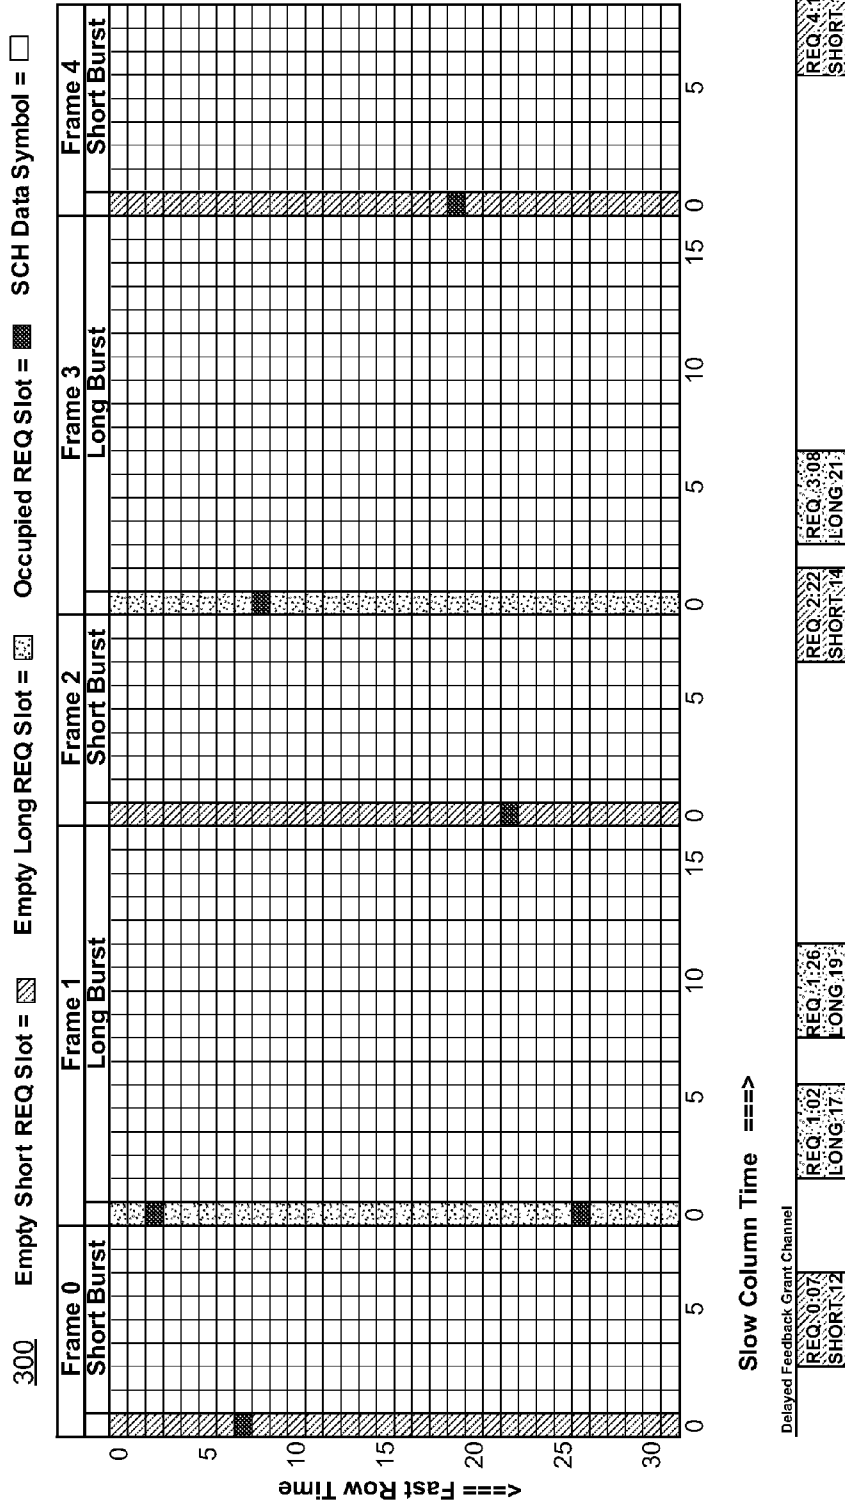 300 Empty Short REQ Slot = Empty Long REQ Slot = Occupied REQ Slot = SCH Data Symbol =
Frame 0 Frame 1 Frame 2 Frame 3 Frame 4
Short Burst Long Burst Short Burst Long Burst Short Burst
0
5
10
15
20
25
30
<=== Fast Row Time
0 5 0 5 10 15 0 5 0 5 10 15 0 5
Slow Column Time ===>
Delayed Feedback Grant Channel
REQ 0:07 REQ 1:02 REQ 1:26 REQ 2:22 REQ 3:08 REQ 4:1
SHORT 12 LONG 17 LONG 19 SHORT 14 LONG 21 SHORT